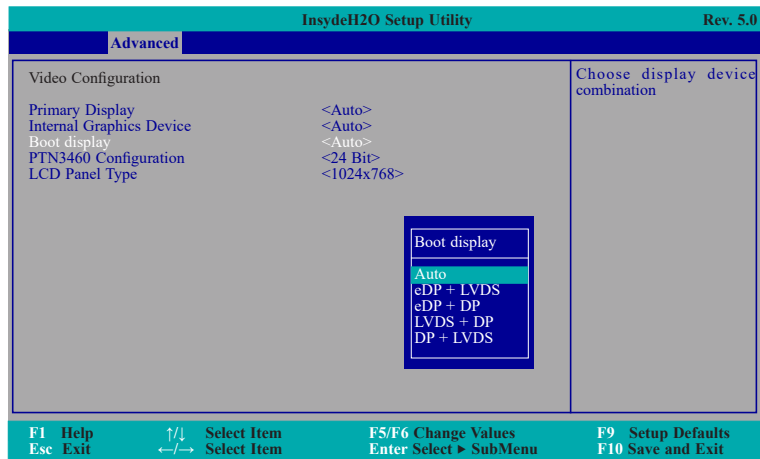 InsydeH2O Setup Utility Rev. 5.0
Advanced
Video Configuration
Primary Display <Auto>
Internal Graphics Device <Auto>
Boot display <Auto>
PTN3460 Configuration <24 Bit>
LCD Panel Type <1024x768>
Choose display device
combination
Boot display
Auto
eDP + LVDS
eDP + DP
LVDS + DP
DP + LVDS
F1 Help ↑/↓ Select Item F5/F6 Change Values F9 Setup Defaults
Esc Exit ←/→ Select Item Enter Select ► SubMenu F10 Save and Exit